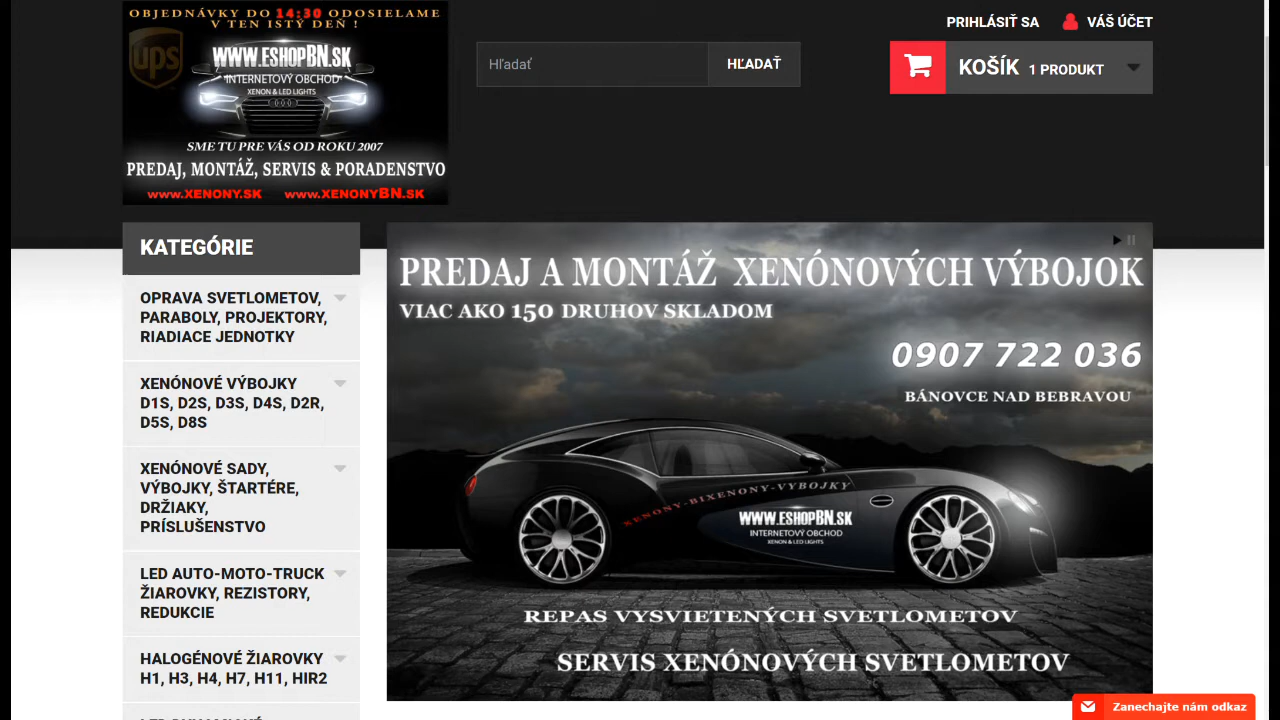 OBJEDNÁVKY DO 14:30 ODOSIELAME
V TEN ISTÝ DEŇ !
ups
WWW.ESHOPBN.SK
INTERNETOVÝ OBCHOD
XENON & LED LIGHTS
SME TU PRE VÁS OD ROKU 2007
PREDAJ, MONTÁŽ, SERVIS & PORADENSTVO
www.XENONY.SK www.XENONYBN.SK
Hľadať
HĽADAŤ
PRIHLÁSIŤ SA
VÁŠ ÚČET
KOŠÍK 1 PRODUKT
KATEGÓRIE
OPRAVA SVETLOMETOV,
PARABOLY, PROJEKTORY,
RIADIACE JEDNOTKY
XENÓNOVÉ VÝBOJKY
D1S, D2S, D3S, D4S, D2R,
D5S, D8S
XENÓNOVÉ SADY,
VÝBOJKY, ŠTARTÉRE,
DRŽIAKY,
PRÍSLUŠENSTVO
LED AUTO-MOTO-TRUCK
ŽIAROVKY, REZISTORY,
REDUKCIE
HALOGÉNOVÉ ŽIAROVKY
H1, H3, H4, H7, H11, HIR2
PREDAJ A MONTÁŽ XENÓNOVÝCH VÝBOJOK
VIAC AKO 150 DRUHOV SKLADOM
0907 722 036
BÁNOVCE NAD BEBRAVOU
XENONY-BIXENONY-VYBOJKY
WWW.ESHOPBN.SK
INTERNETOVÝ OBCHOD
XENON & LED LIGHTS
REPAS VYSVIETENÝCH SVETLOMETOV
SERVIS XENÓNOVÝCH SVETLOMETOV
Zanechajte nám odkaz